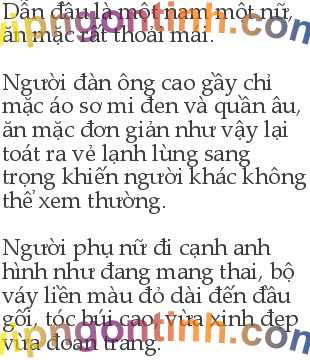 Dẫn đầu là một nam một nữ,
ăn mặc rất thoải mái.
Người đàn ông cao gầy chỉ
mặc áo sơ mi đen và quần âu,
ăn mặc đơn giản như vậy lại
toát ra vẻ lạnh lùng sang
trọng khiến người khác không
thể xem thường.
Người phụ nữ đi cạnh anh
hình như đang mang thai, bộ
váy liền màu đỏ dài đến đầu
gối, tóc búi cao, vừa xinh đẹp
vừa đoan trang.